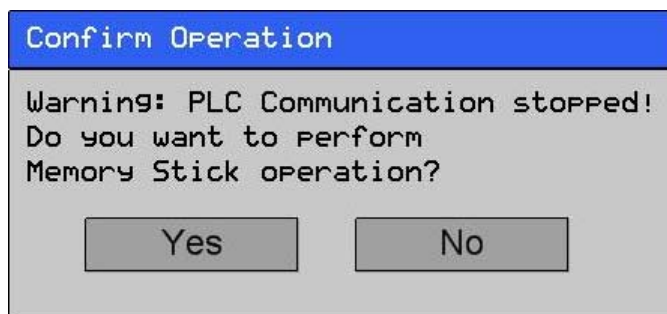 Confirm Operation
Warning: PLC Communication stopped!
Do you want to perform
Memory Stick operation?
Yes No